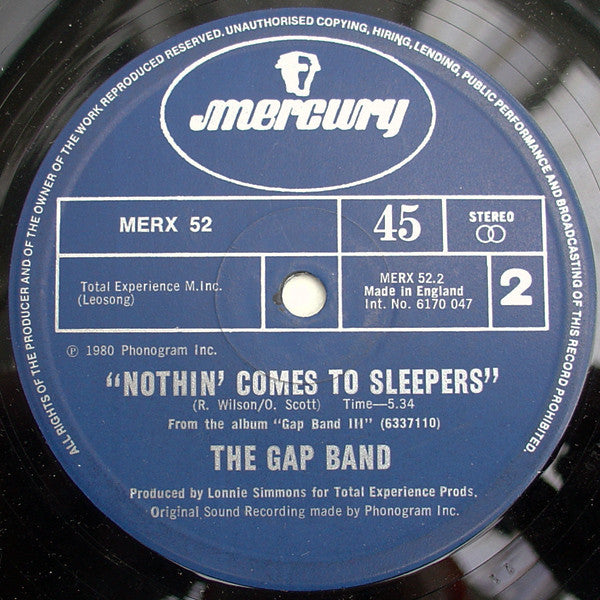 ALL RIGHTS OF THE PRODUCER AND OF THE OWNER OF THE WORK REPRODUCED RESERVED. UNAUTHORISED COPYING, HIRING, LENDING, PUBLIC PERFORMANCE AND BROADCASTING OF THIS RECORD PROHIBITED.
mercury
MERX 52
45
STEREO
Total Experience M.Inc.
(Leosong)
MERX 52.2
Made in England
Int. No. 6170 047
2
℗ 1980 Phonogram Inc.
"NOTHIN' COMES TO SLEEPERS"
(R. Wilson/O. Scott) Time—5.34
From the album "Gap Band III" (6337110)
THE GAP BAND
Produced by Lonnie Simmons for Total Experience Prods.
Original Sound Recording made by Phonogram Inc.